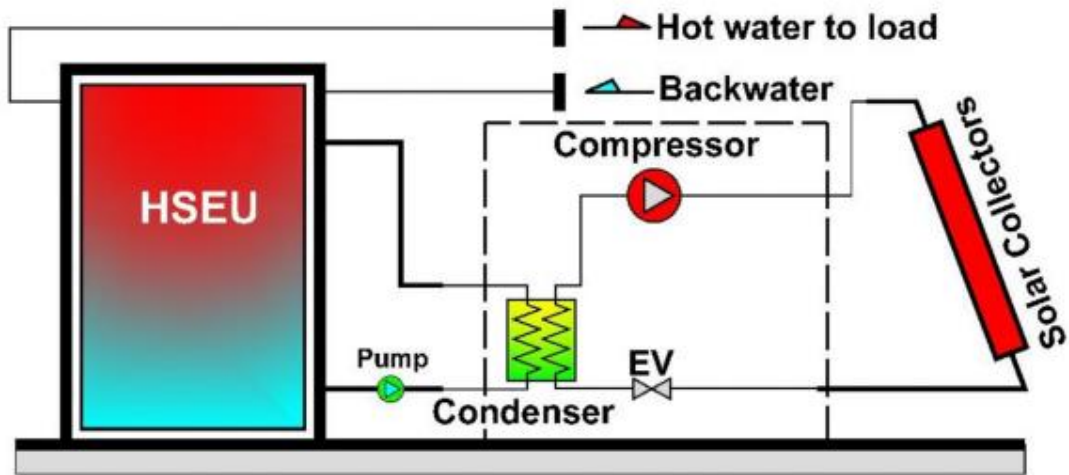 Hot water to load
Backwater
Compressor
Solar Collectors
HSEU
Pump
EV
Condenser